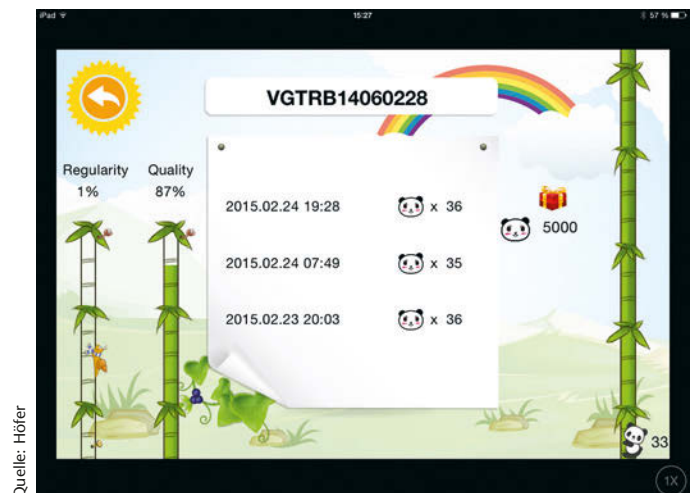 iPad 15:27 57 %
VGTRB14060228
Regularity Quality
1% 87%
2015.02.24 19:28 x 36
5000
2015.02.24 07:49 x 35
2015.02.23 20:03 x 36
33
1X
Quelle: Höfer